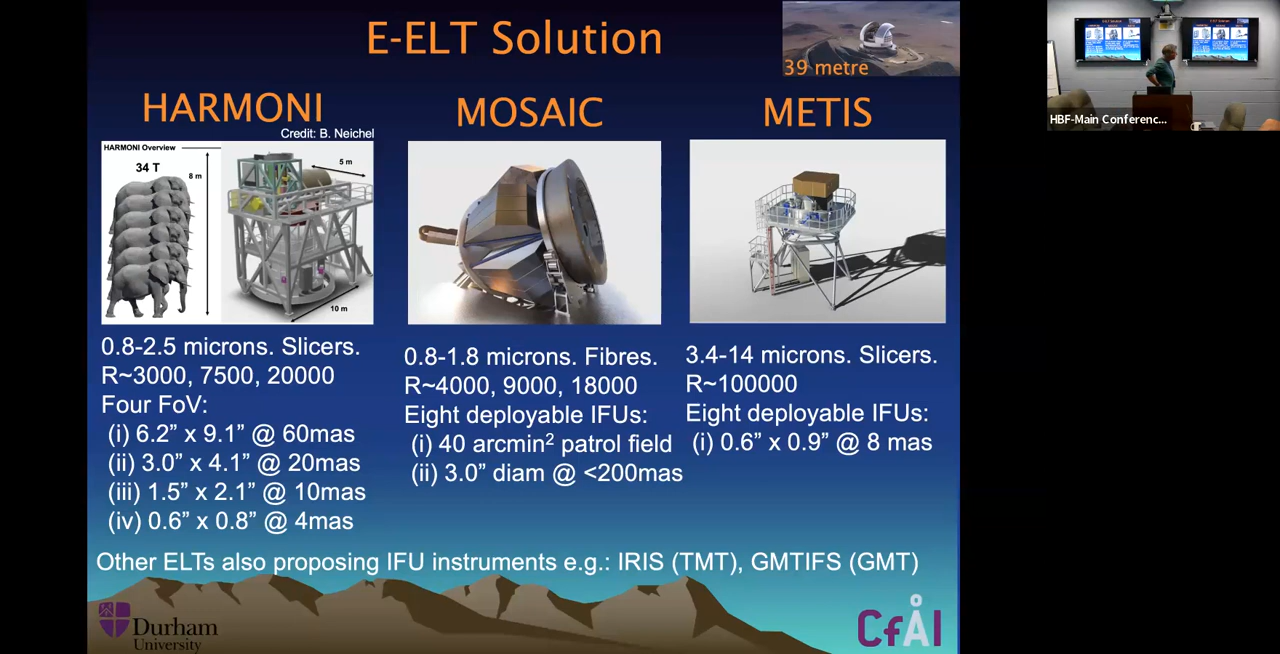 E-ELT Solution
39 metre
HARMONI
MOSAIC
METIS
Credit: B. Neichel
HARMONI Overview
34 T
8 m
5 m
10 m
0.8-2.5 microns. Slicers.
R~3000, 7500, 20000
Four FoV:
(i) 6.2” x 9.1” @ 60mas
(ii) 3.0” x 4.1” @ 20mas
(iii) 1.5” x 2.1” @ 10mas
(iv) 0.6” x 0.8” @ 4mas
0.8-1.8 microns. Fibres.
R~4000, 9000, 18000
Eight deployable IFUs:
(i) 40 arcmin² patrol field
(ii) 3.0” diam @ <200mas
3.4-14 microns. Slicers.
R~100000
Eight deployable IFUs:
(i) 0.6” x 0.9” @ 8 mas
Other ELTs also proposing IFU instruments e.g.: IRIS (TMT), GMTIFS (GMT)
Durham
University
CfAI
HBF-Main Conferenc...